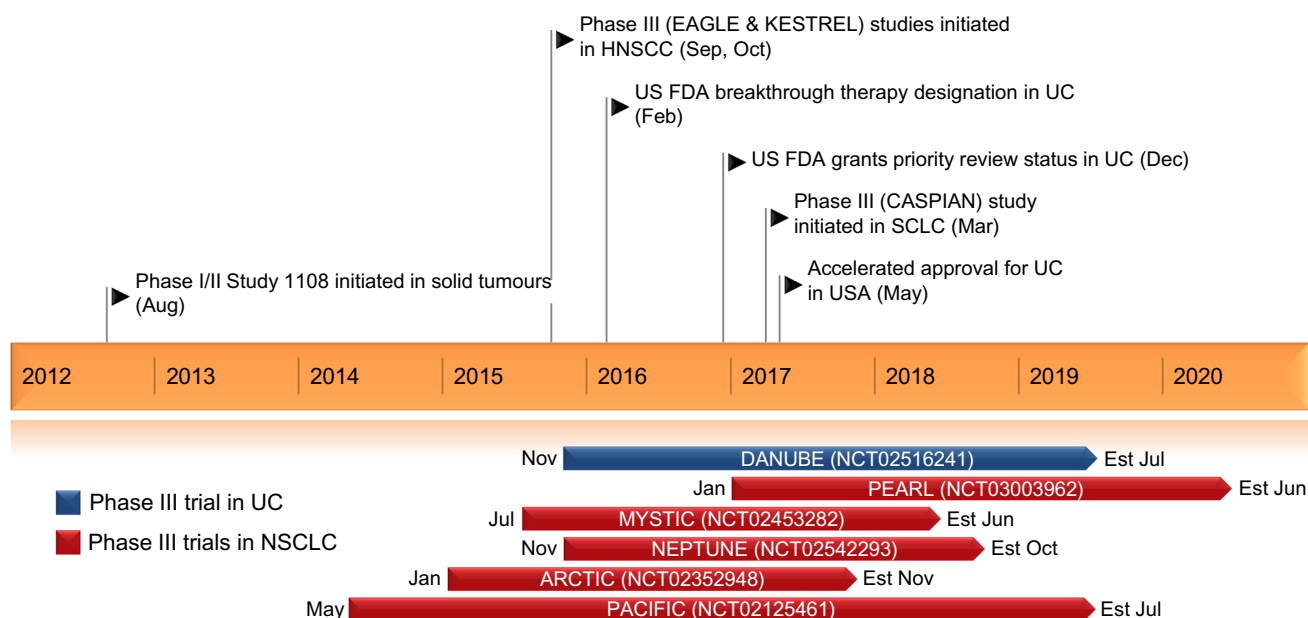 Phase III (EAGLE & KESTREL) studies initiated
in HNSCC (Sep, Oct)
US FDA breakthrough therapy designation in UC
(Feb)
US FDA grants priority review status in UC (Dec)
Phase III (CASPIAN) study
initiated in SCLC (Mar)
Phase I/II Study 1108 initiated in solid tumours
(Aug)
Accelerated approval for UC
in USA (May)
2012 2013 2014 2015 2016 2017 2018 2019 2020
Nov DANUBE (NCT02516241) Est Jul
Jan PEARL (NCT03003962) Est Jun
Jul MYSTIC (NCT02453282) Est Jun
Nov NEPTUNE (NCT02542293) Est Oct
Jan ARCTIC (NCT02352948) Est Nov
May PACIFIC (NCT02125461) Est Jul
Phase III trial in UC
Phase III trials in NSCLC